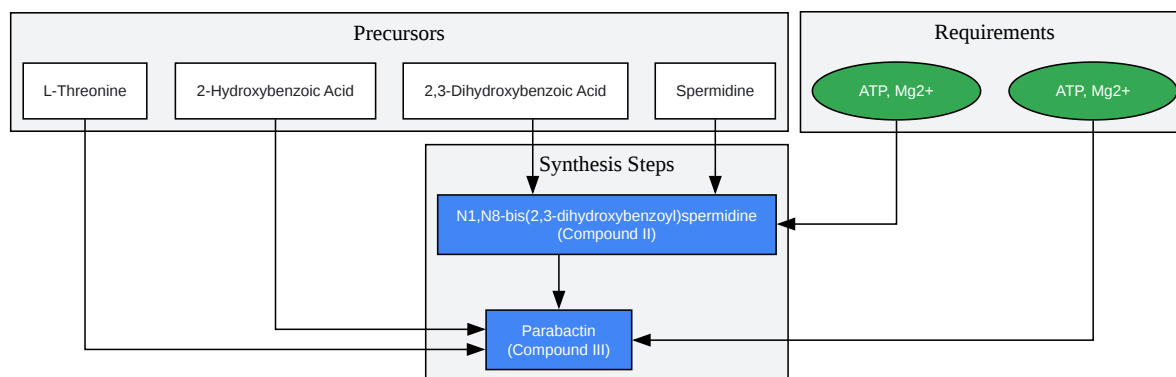 Precursors
Requirements
L-Threonine
2-Hydroxybenzoic Acid
2,3-Dihydroxybenzoic Acid
Spermidine
ATP, Mg2+
ATP, Mg2+
Synthesis Steps
N1,N8-bis(2,3-dihydroxybenzoyl)spermidine
(Compound II)
Parabactin
(Compound III)